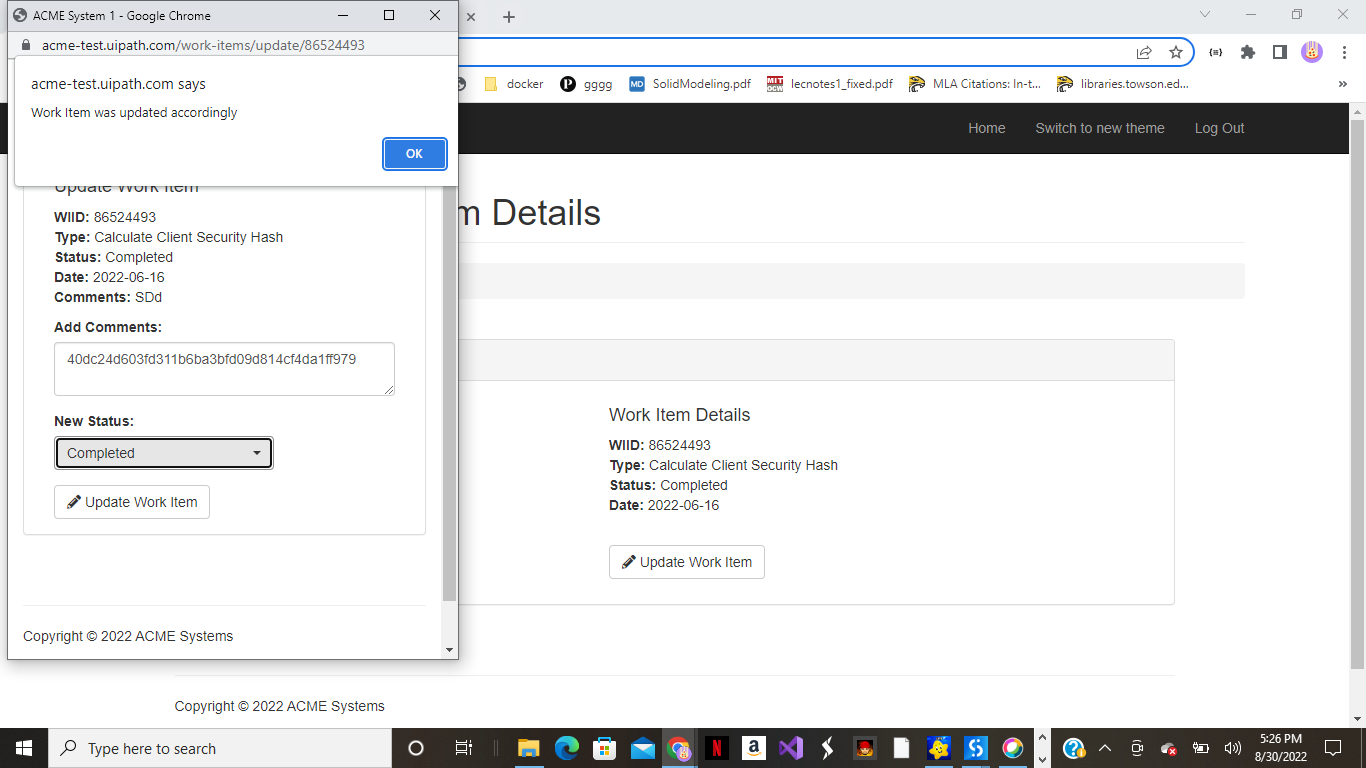 ACME System 1 - Google Chrome
acme-test.uipath.com/work-items/update/86524493
acme-test.uipath.com says
Work Item was updated accordingly
OK
Update Work Item
WIID: 86524493
Type: Calculate Client Security Hash
Status: Completed
Date: 2022-06-16
Comments: SDd
Add Comments:
40dc24d603fd311b6ba3bfd09d814cf4da1ff979
New Status:
Completed
Update Work Item
Copyright © 2022 ACME Systems
docker gggg SolidModeling.pdf lecnotes1_fixed.pdf MLA Citations: In-t... libraries.towson.ed...
Home Switch to new theme Log Out
m Details
Work Item Details
WIID: 86524493
Type: Calculate Client Security Hash
Status: Completed
Date: 2022-06-16
Update Work Item
Copyright © 2022 ACME Systems
Type here to search
5:26 PM
8/30/2022